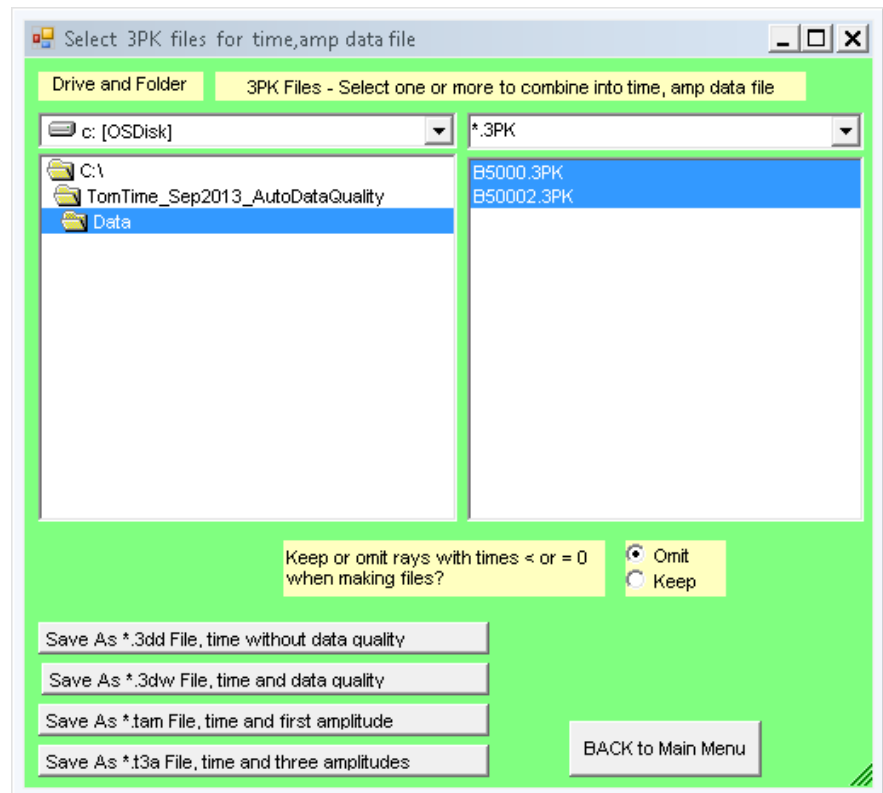 Select 3PK files for time,amp data file
Drive and Folder
3PK Files - Select one or more to combine into time, amp data file
c: [OSDisk]
*.3PK
C:\
TomTime_Sep2013_AutoDataQuality
Data
B5000.3PK
B50002.3PK
Keep or omit rays with times < or = 0
when making files?
Omit
Keep
Save As *.3dd File, time without data quality
Save As *.3dw File, time and data quality
Save As *.tam File, time and first amplitude
Save As *.t3a File, time and three amplitudes
BACK to Main Menu